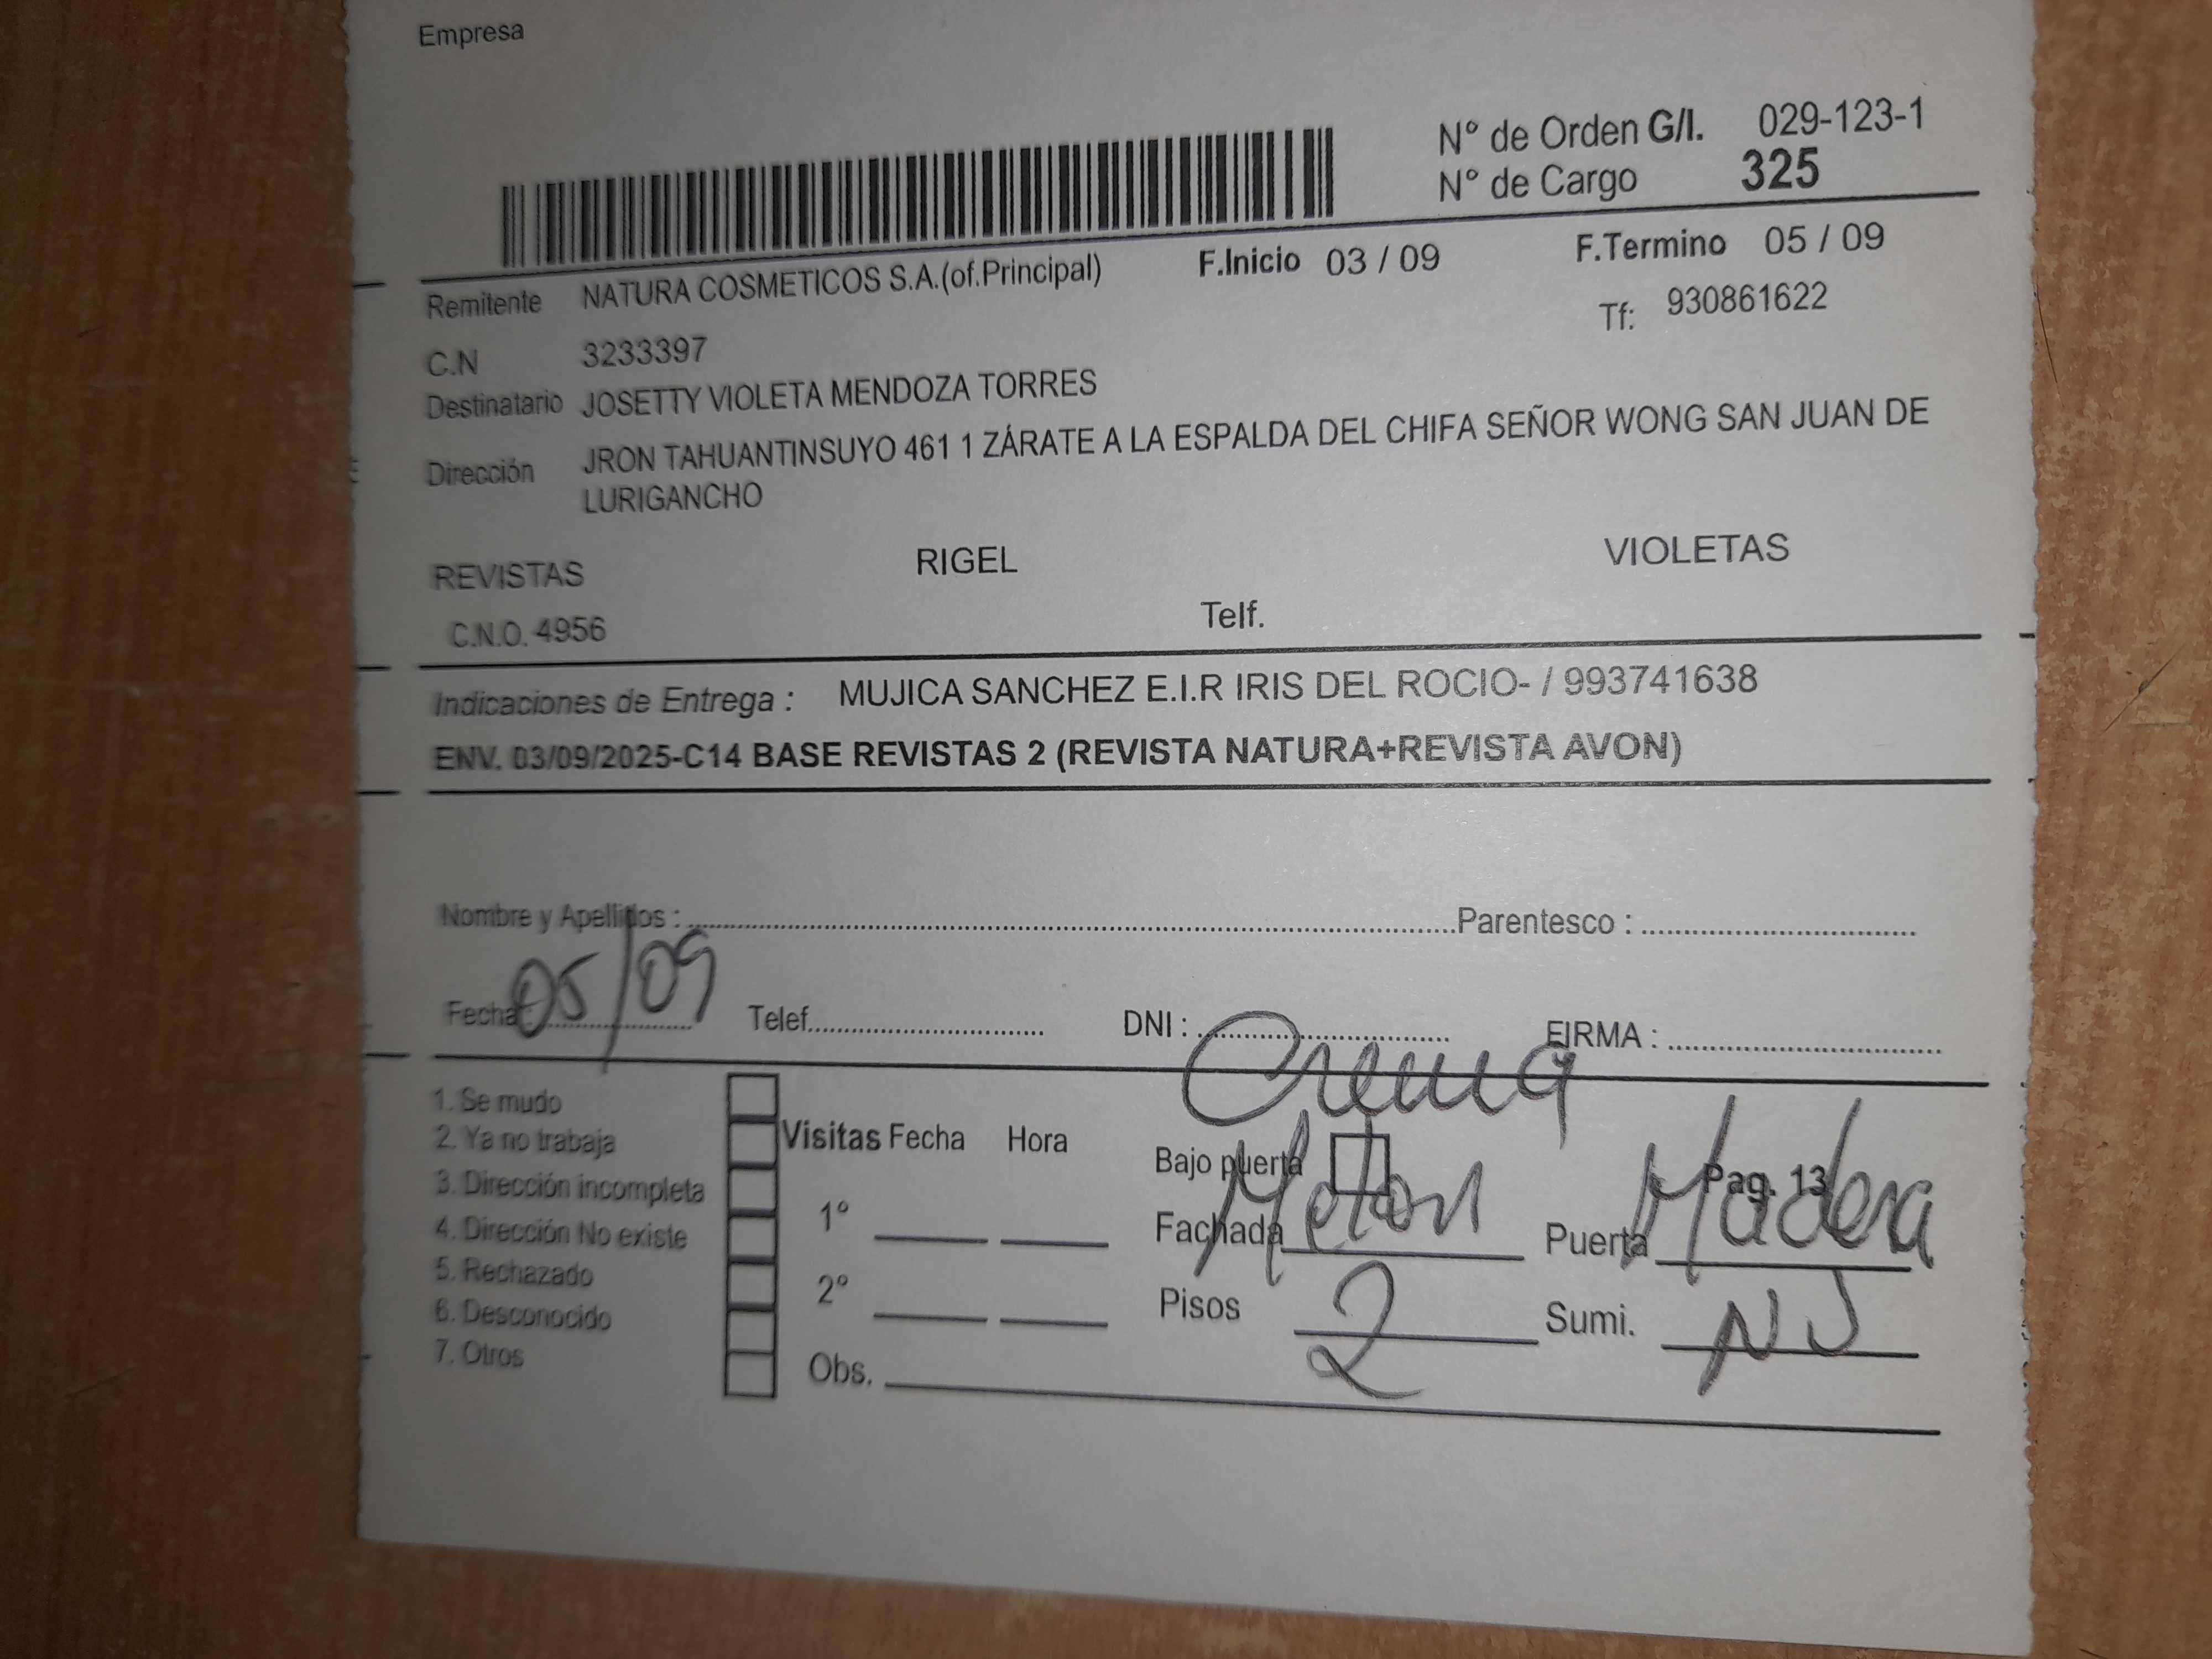 Empresa
N° de Orden G/I. 029-123-1
N° de Cargo 325
F.Inicio 03 / 09 F.Termino 05 / 09
Remitente NATURA COSMETICOS S.A.(of.Principal)
Tf: 930861622
C.N 3233397
Destinatario JOSETTY VIOLETA MENDOZA TORRES
Dirección JRON TAHUANTINSUYO 461 1 ZÁRATE A LA ESPALDA DEL CHIFA SEÑOR WONG SAN JUAN DE
LURIGANCHO
REVISTAS RIGEL VIOLETAS
C.N.O. 4956 Telf.
Indicaciones de Entrega : MUJICA SANCHEZ E.I.R IRIS DEL ROCIO- / 993741638
ENV. 03/09/2025-C14 BASE REVISTAS 2 (REVISTA NATURA+REVISTA AVON)
Nombre y Apellidos : Parentesco :
Fecha: 05/09 Telef. DNI : FIRMA :
Crema
1. Se mudo
2. Ya no trabaja
3. Dirección incompleta
4. Dirección No existe
5. Rechazado
6. Desconocido
7. Otros
Visitas Fecha Hora
1°
2°
Obs.
Bajo puerta
Pag. 13
Fachada Puerta Madera
Pisos 2 Sumi.